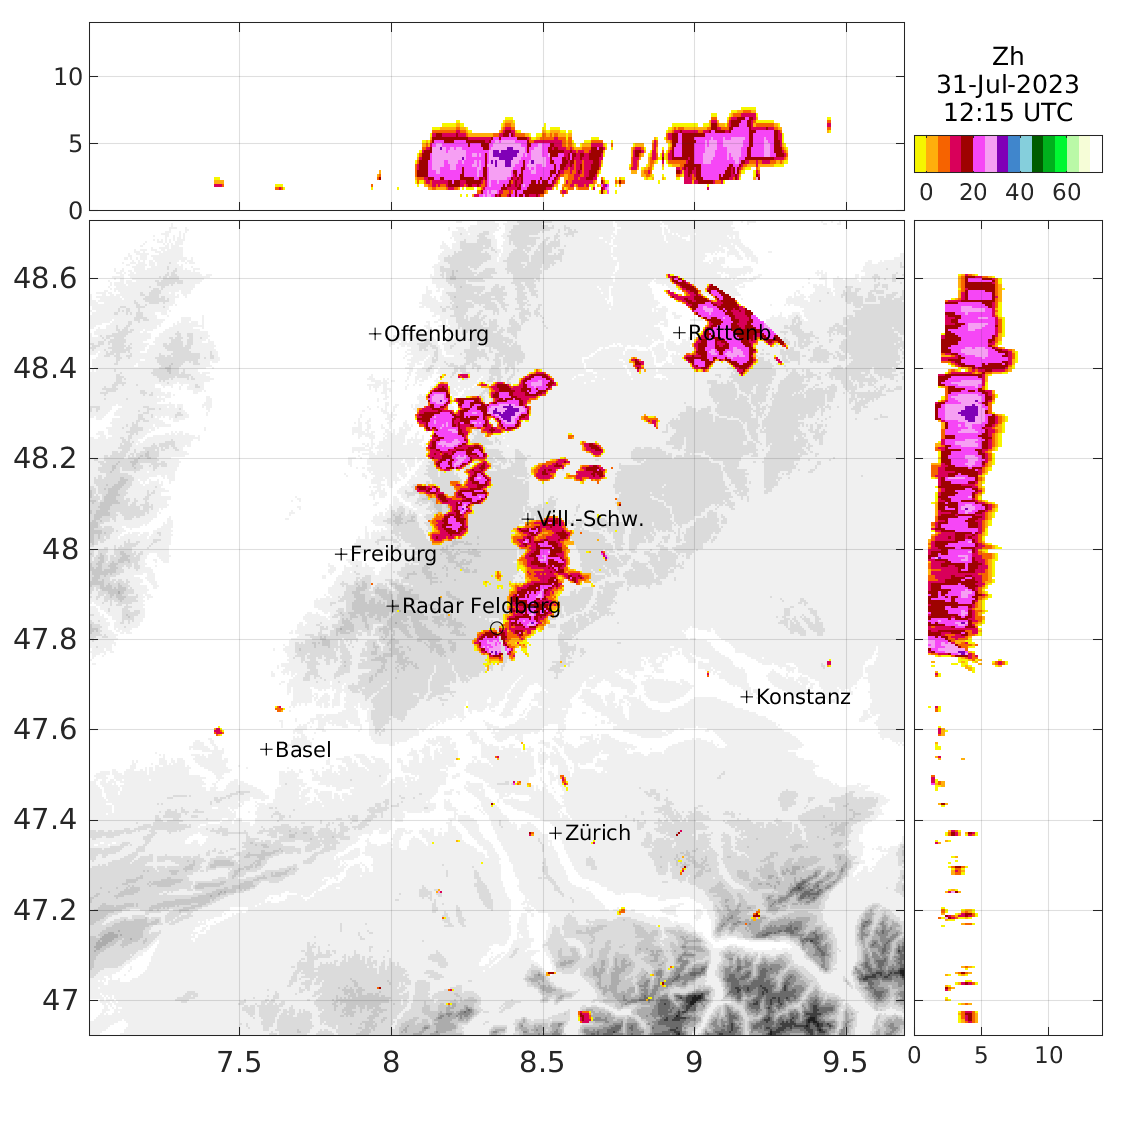 10
5
0
Zh
31-Jul-2023
12:15 UTC
0 20 40 60
48.6
48.4
48.2
48
47.8
47.6
47.4
47.2
47
Offenburg
Rottenb.
Vill.-Schw.
Freiburg
Radar Feldberg
Konstanz
Basel
Zürich
7.5 8 8.5 9 9.5
0 5 10